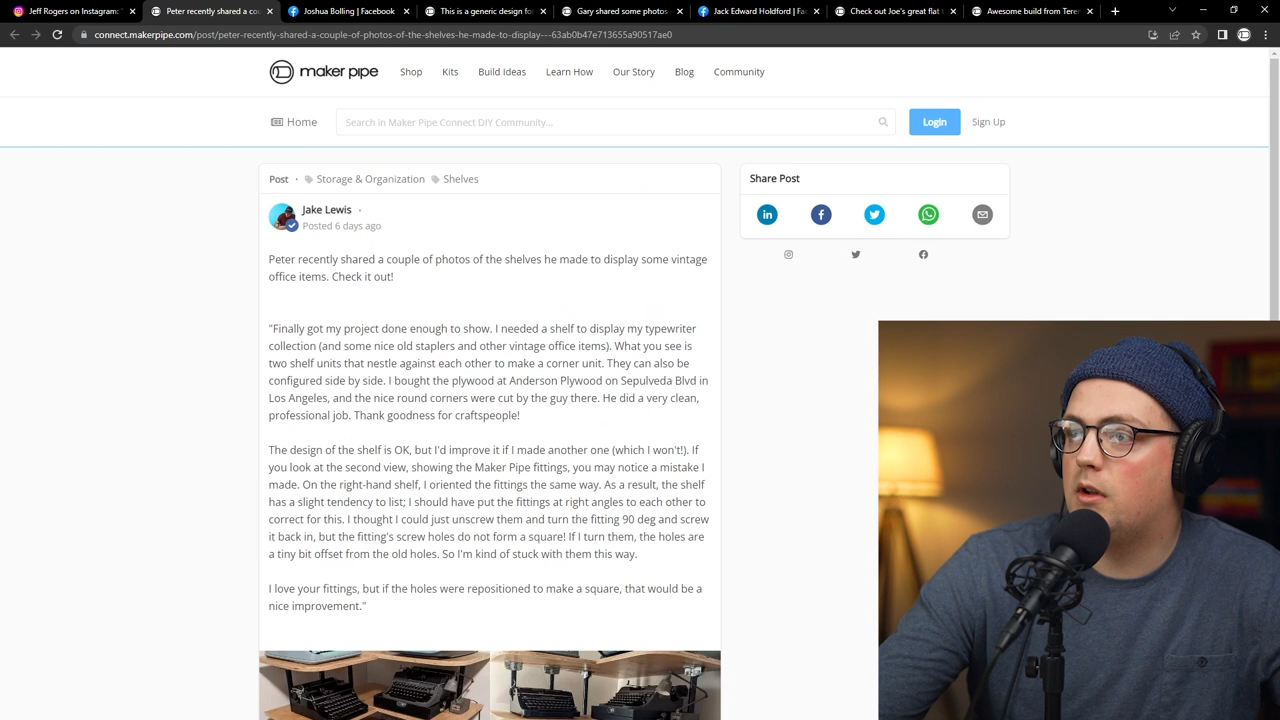 Jeff Rogers on Instagram: "
Peter recently shared a cou
Joshua Bolling | Facebook
This is a generic design for
Gary shared some photos
Jack Edward Holdford | Fac
Check out Joe's great flat t
Awesome build from Teren
connect.makerpipe.com/post/peter-recently-shared-a-couple-of-photos-of-the-shelves-he-made-to-display---63ab0b47e713655a90517ae0
maker pipe
Shop
Kits
Build Ideas
Learn How
Our Story
Blog
Community
Home
Search in Maker Pipe Connect DIY Community...
Login
Sign Up
Post · Storage & Organization Shelves
Jake Lewis ·
Posted 6 days ago
Peter recently shared a couple of photos of the shelves he made to display some vintage
office items. Check it out!
"Finally got my project done enough to show. I needed a shelf to display my typewriter
collection (and some nice old staplers and other vintage office items). What you see is
two shelf units that nestle against each other to make a corner unit. They can also be
configured side by side. I bought the plywood at Anderson Plywood on Sepulveda Blvd in
Los Angeles, and the nice round corners were cut by the guy there. He did a very clean,
professional job. Thank goodness for craftspeople!
The design of the shelf is OK, but I'd improve it if I made another one (which I won't!). If
you look at the second view, showing the Maker Pipe fittings, you may notice a mistake I
made. On the right-hand shelf, I oriented the fittings the same way. As a result, the shelf
has a slight tendency to list; I should have put the fittings at right angles to each other to
correct for this. I thought I could just unscrew them and turn the fitting 90 deg and screw
it back in, but the fitting's screw holes do not form a square! If I turn them, the holes are
a tiny bit offset from the old holes. So I'm kind of stuck with them this way.
I love your fittings, but if the holes were repositioned to make a square, that would be a
nice improvement."
Share Post